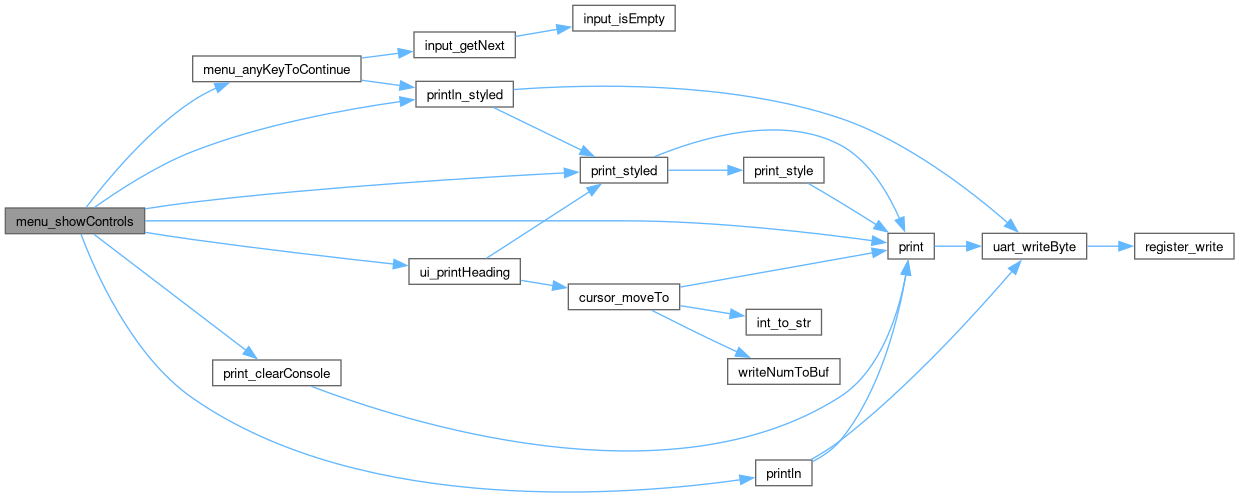 input_isEmpty
input_getNext
menu_anyKeyToContinue
println_styled
print_styled
print_style
menu_showControls
print
uart_writeByte
register_write
ui_printHeading
cursor_moveTo
int_to_str
print_clearConsole
writeNumToBuf
println